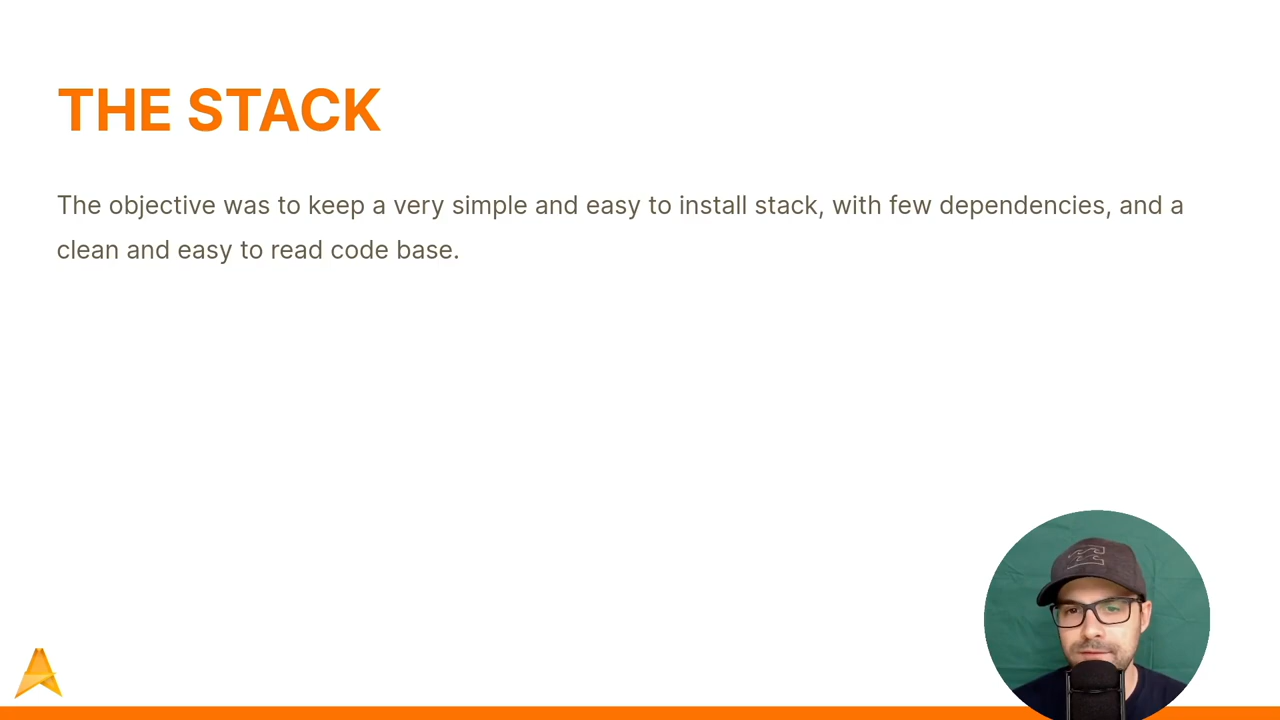 THE STACK
The objective was to keep a very simple and easy to install stack, with few dependencies, and a
clean and easy to read code base.